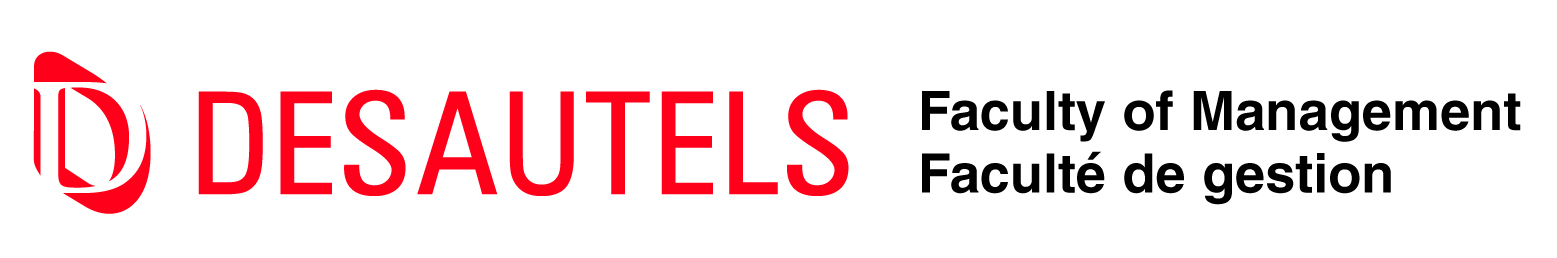 DESAUTELS
Faculty of Management
Faculté de gestion